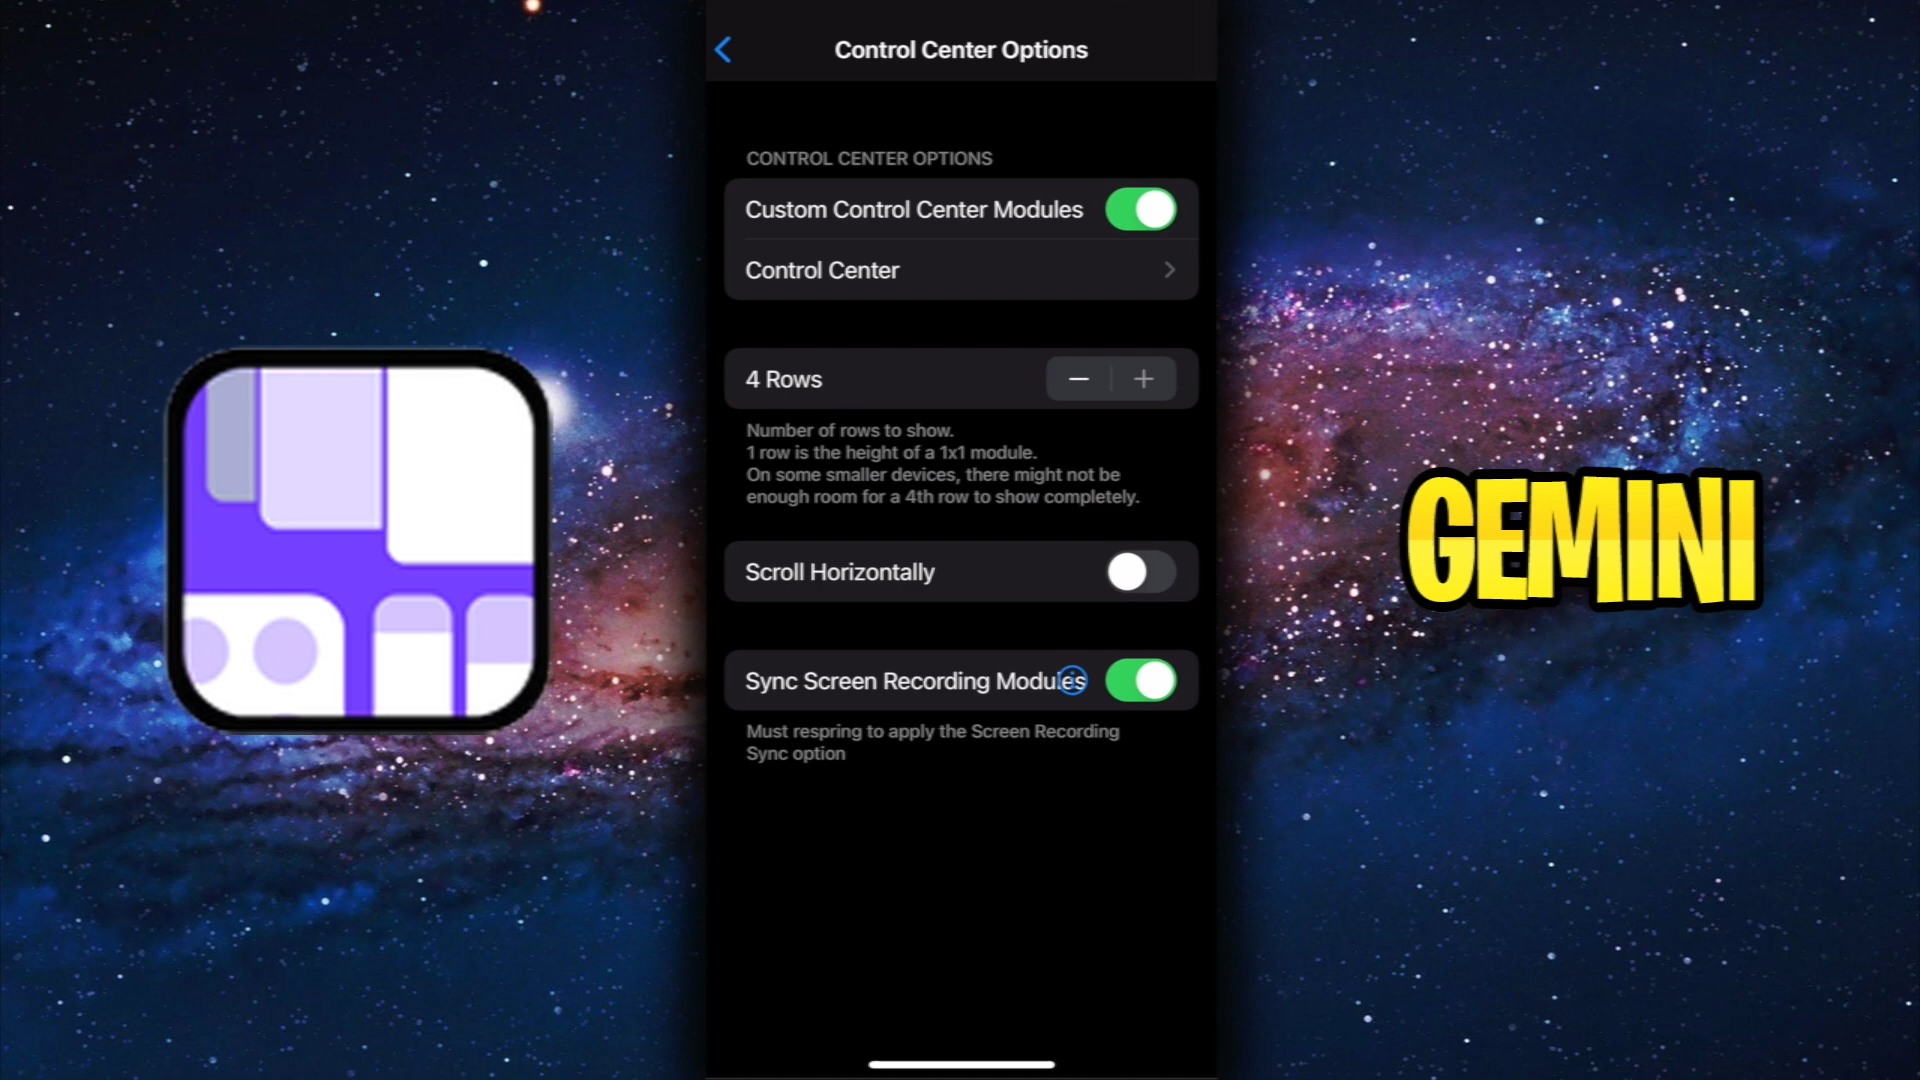 Control Center Options
CONTROL CENTER OPTIONS
Custom Control Center Modules
Control Center
4 Rows
Number of rows to show.
1 row is the height of a 1x1 module.
On some smaller devices, there might not be
enough room for a 4th row to show completely.
Scroll Horizontally
Sync Screen Recording Modules
Must respring to apply the Screen Recording
Sync option
GEMINI